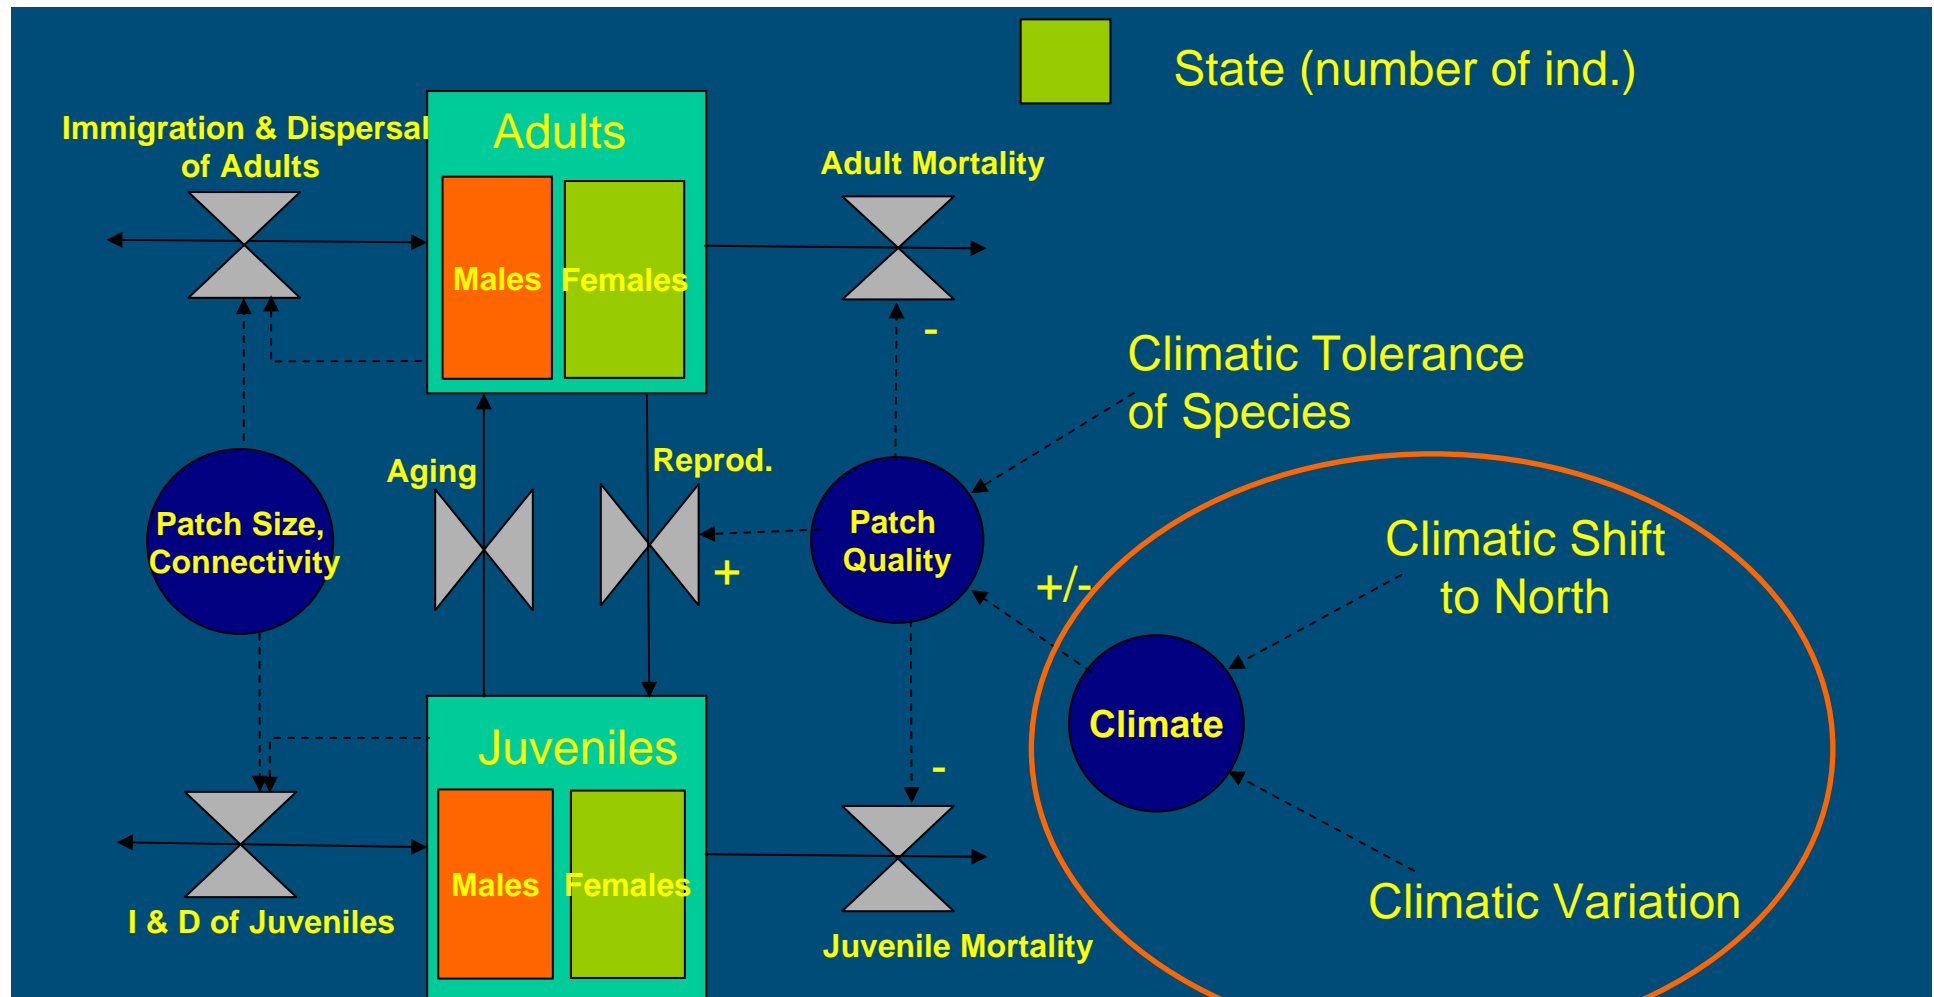 State (number of ind.)
Immigration & Dispersal
of Adults
Adults
Adult Mortality
Males
Females
-
Climatic Tolerance
of Species
Aging
Reprod.
Patch Size,
Connectivity
Patch
Quality
+
+/-
Climatic Shift
to North
Climate
Juveniles
-
Males
Females
I & D of Juveniles
Juvenile Mortality
Climatic Variation